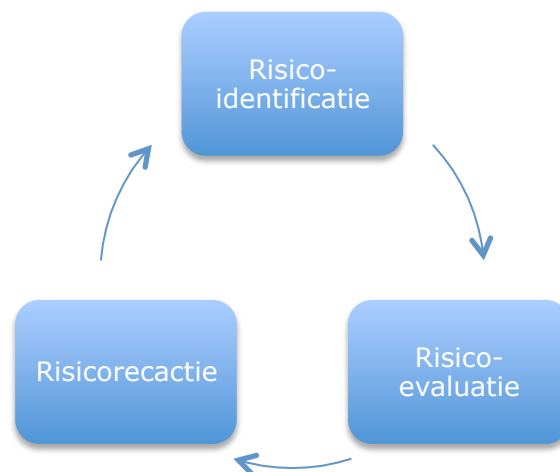 Risico-
identificatie
Risicorecactie
Risico-
evaluatie